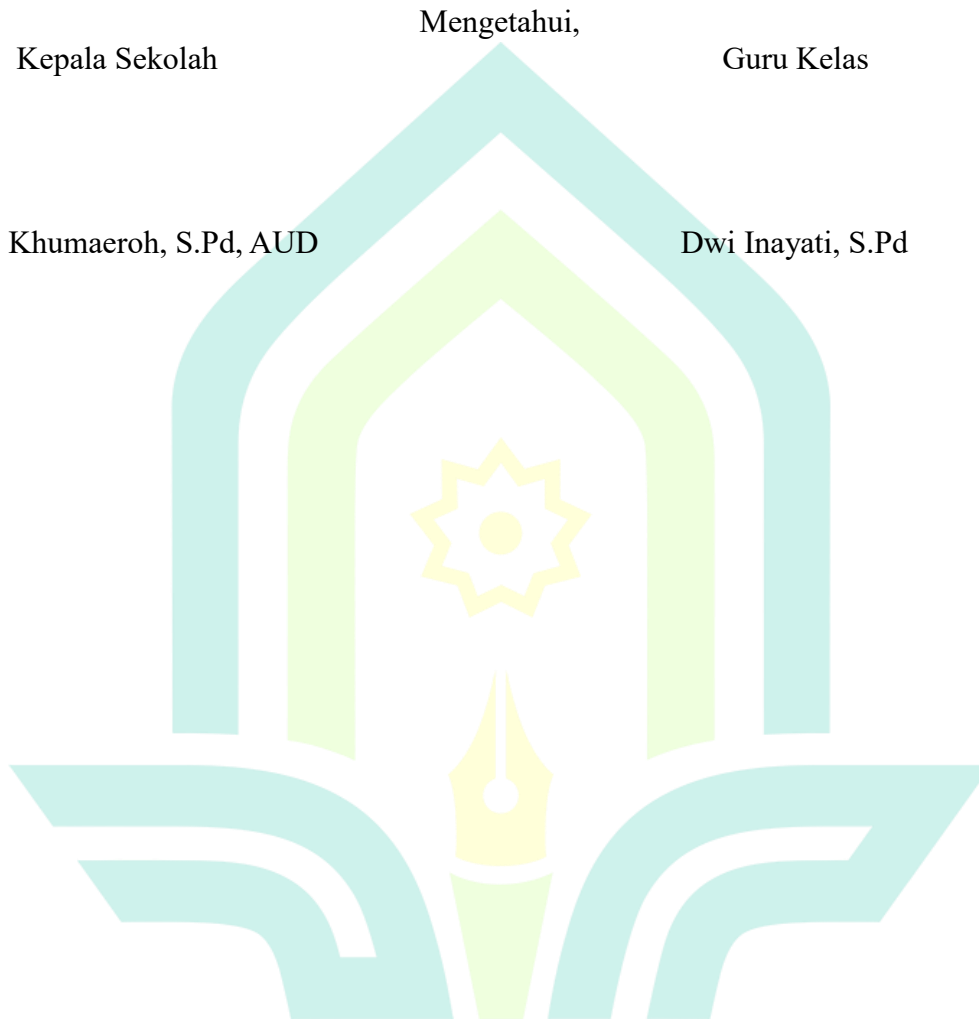 Mengetahui,
Kepala Sekolah Guru Kelas
Khumaeroh, S.Pd, AUD Dwi Inayati, S.Pd